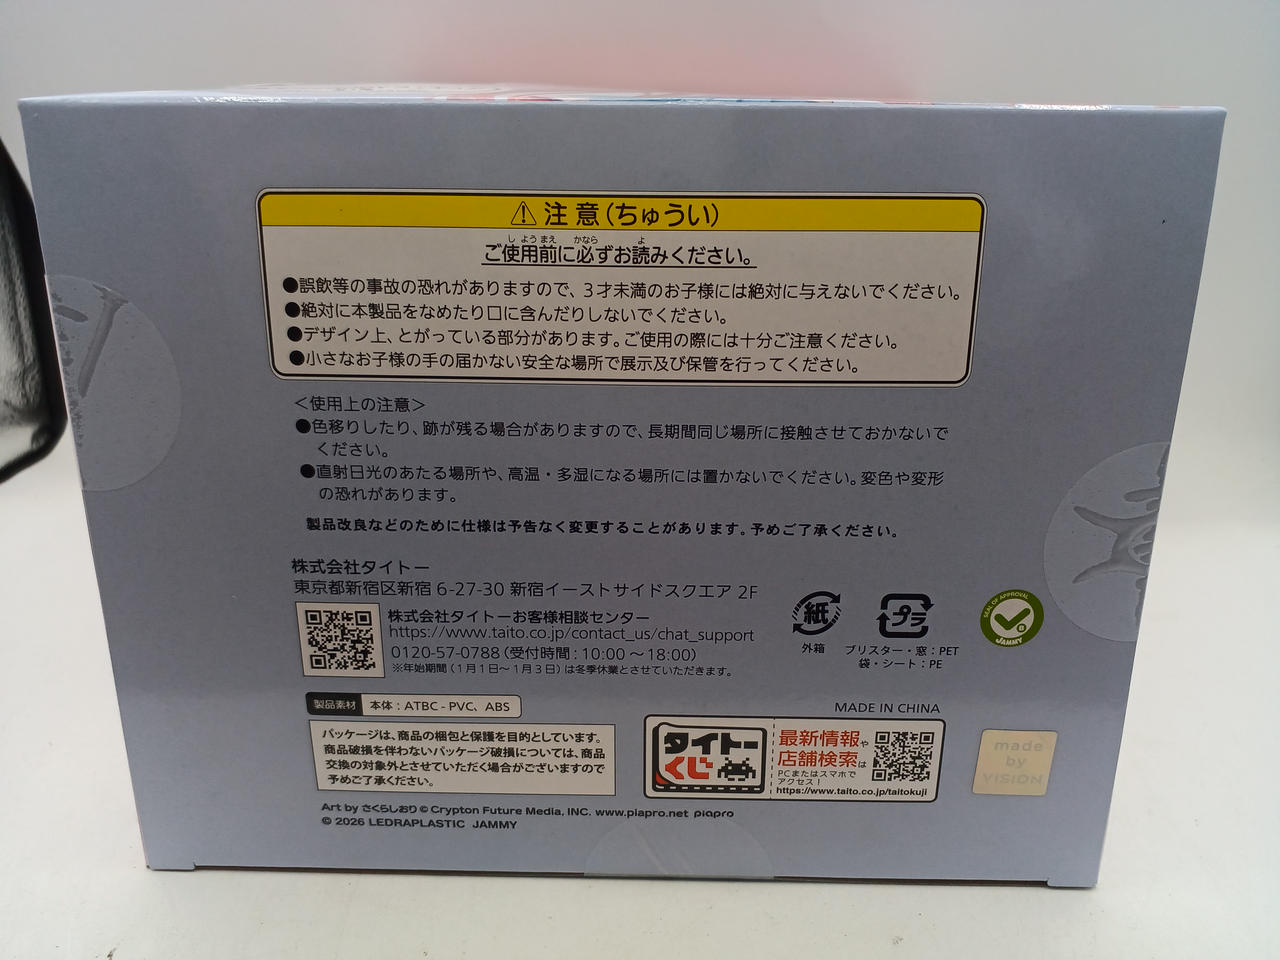 ⚠注意(ちゅうい)
ご使用前に必ずお読みください。
●誤飲等の事故の恐れがありますので、3才未満のお子様には絶対に与えないでください。
●絶対に本製品をなめたり口に含んだりしないでください。
●デザイン上、とがっている部分があります。ご使用の際には十分ご注意ください。
●小さなお子様の手の届かない安全な場所で展示及び保管を行ってください。
<使用上の注意>
●色移りしたり、跡が残る場合がありますので、長期間同じ場所に接触させておかないで
ください。
●直射日光のあたる場所や、高温・多湿になる場所には置かないでください。変色や変形
の恐れがあります。
製品改良などのために仕様は予告なく変更することがあります。予めご了承ください。
株式会社タイトー
東京都新宿区新宿 6-27-30 新宿イーストサイドスクエア 2F
株式会社タイトーお客様相談センター
https://www.taito.co.jp/contact_us/chat_support
0120-57-0788(受付時間:10:00~18:00)
※年始期間(1月1日~1月3日)は冬季休業とさせていただきます。
紙
外箱
プラ
ブリスター・窓:PET
袋・シート:PE
SEAL OF APPROVAL
JAMMY
製品素材 本体:ATBC-PVC、ABS
MADE IN CHINA
パッケージは、商品の梱包と保護を目的としています。
商品破損を伴わないパッケージ破損については、商品
交換の対象外とさせていただく場合がございますので
予めご了承ください。
タイトー
くじ
最新情報や
店舗検索は
PCまたはスマホで
アクセス!
https://www.taito.co.jp/taitokuji
made
by
VISION
Art by さくらしおり © Crypton Future Media, INC. www.piapro.net piapro
© 2026 LEDRAPLASTIC JAMMY